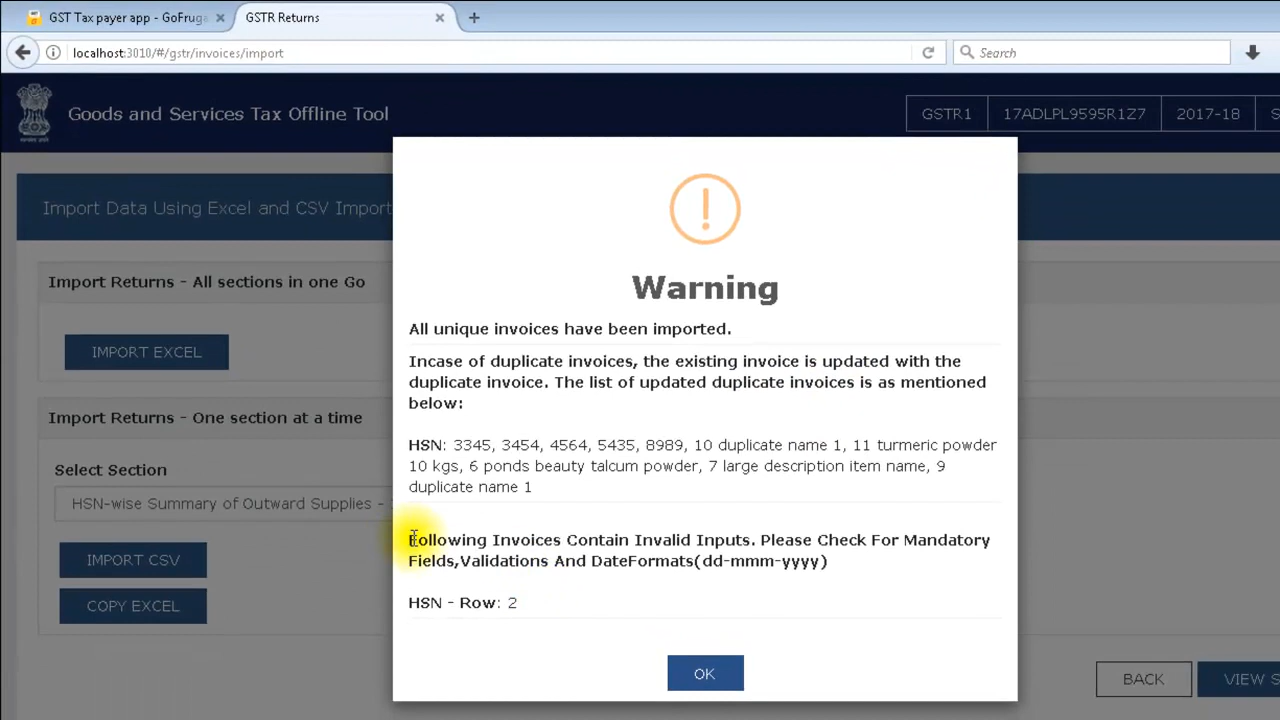 GST Tax payer app - GoFruga
GSTR Returns
localhost:3010/#/gstr/invoices/import
Search
Goods and Services Tax Offline Tool
GSTR1
17ADLPL9595R1Z7
2017-18
Import Data Using Excel and CSV Import
Import Returns - All sections in one Go
IMPORT EXCEL
Import Returns - One section at a time
Select Section
HSN-wise Summary of Outward Supplies -
IMPORT CSV
COPY EXCEL
Warning
All unique invoices have been imported.
Incase of duplicate invoices, the existing invoice is updated with the
duplicate invoice. The list of updated duplicate invoices is as mentioned
below:
HSN: 3345, 3454, 4564, 5435, 8989, 10 duplicate name 1, 11 turmeric powder
10 kgs, 6 ponds beauty talcum powder, 7 large description item name, 9
duplicate name 1
Following Invoices Contain Invalid Inputs. Please Check For Mandatory
Fields,Validations And DateFormats(dd-mmm-yyyy)
HSN - Row: 2
OK
BACK
VIEW S